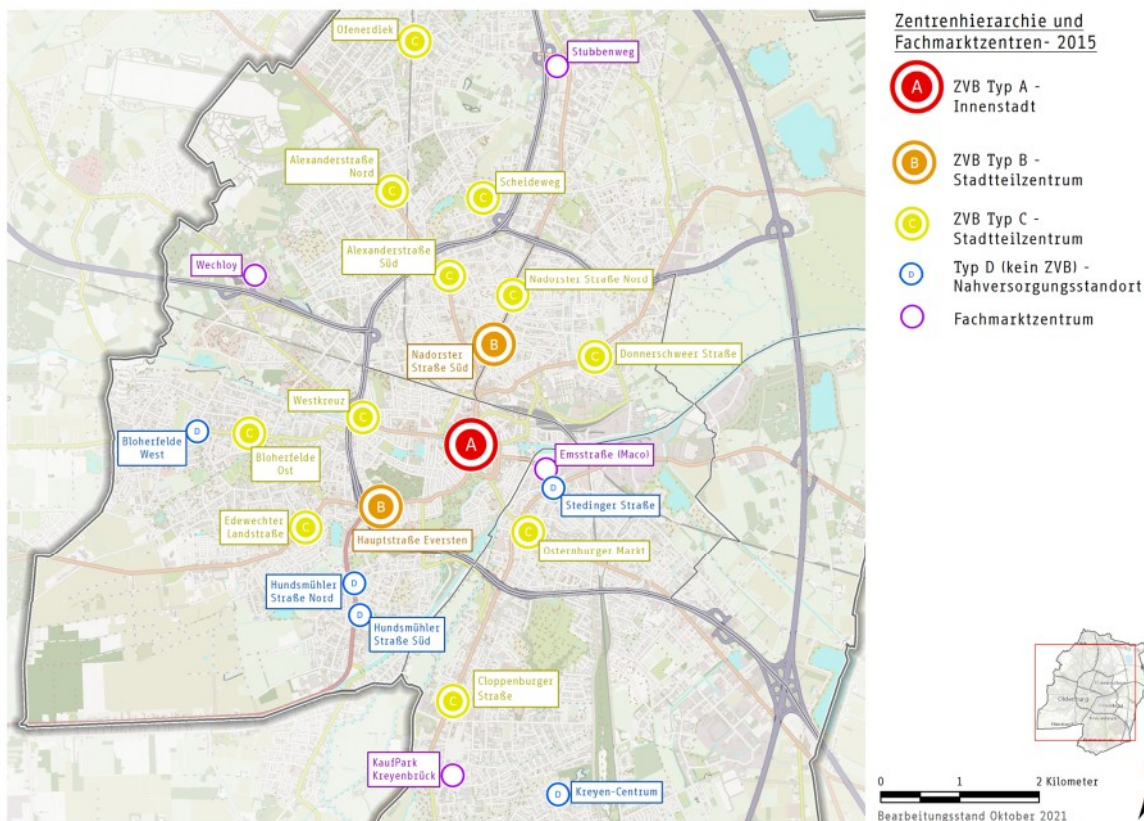 Zentrenhierarchie und
Fachmarktzentren- 2015
A
ZVB Typ A -
Innenstadt
B
ZVB Typ B -
Stadtteilzentrum
C
ZVB Typ C -
Stadtteilzentrum
D
Typ D (kein ZVB) -
Nahversorgungsstandort
Fachmarktzentrum
Ofenerdiek
C
Stubbenweg
Alexanderstraße
Nord
C
Scheideweg
C
Wechloy
Alexanderstraße
Süd
C
Nadorster Straße Nord
C
Nadorster
Straße Süd
B
Donnerschweer Straße
C
Westkreuz
C
A
Bloherfelde
West
D
Bloherfelde
Ost
C
Emsstraße (Maco)
Stedinger Straße
D
Edewechter
Landstraße
C
B
Hauptstraße Eversten
Osternburger Markt
C
Hundsmühler
Straße Nord
D
Hundsmühler
Straße Süd
D
Cloppenburger
Straße
C
KaufPark
Kreyenbrück
D
Kreyen-Centrum
Oldenburg
0 1 2 Kilometer
Bearbeitungsstand Oktober 2021